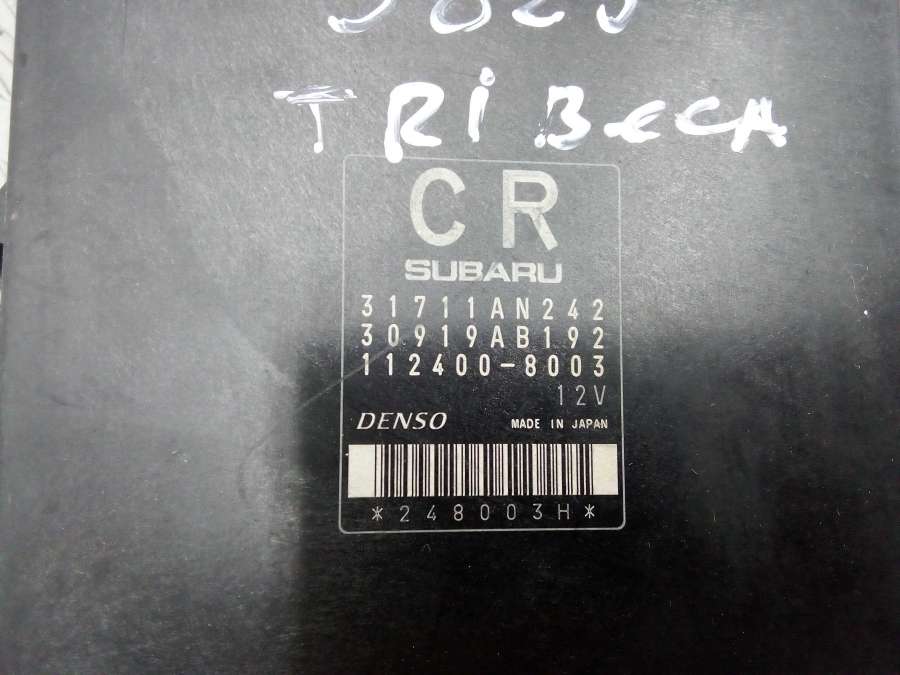 TRiBeCA
CR
SUBARU
31711AN242
30919AB192
112400-8003
12V
DENSO MADE IN JAPAN
*248003H*